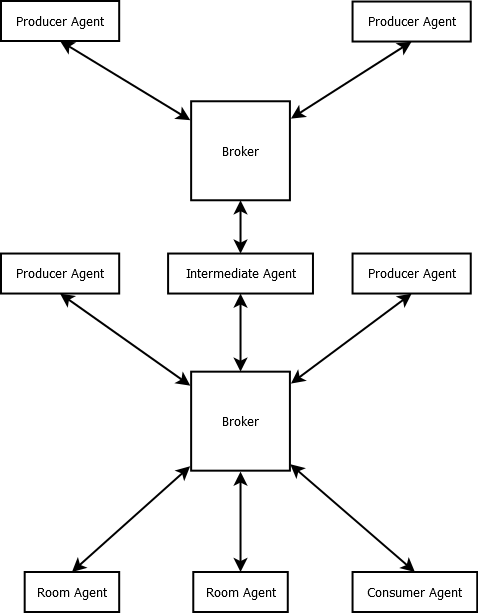 Producer Agent
Producer Agent
Broker
Producer Agent
Intermediate Agent
Producer Agent
Broker
Room Agent
Room Agent
Consumer Agent